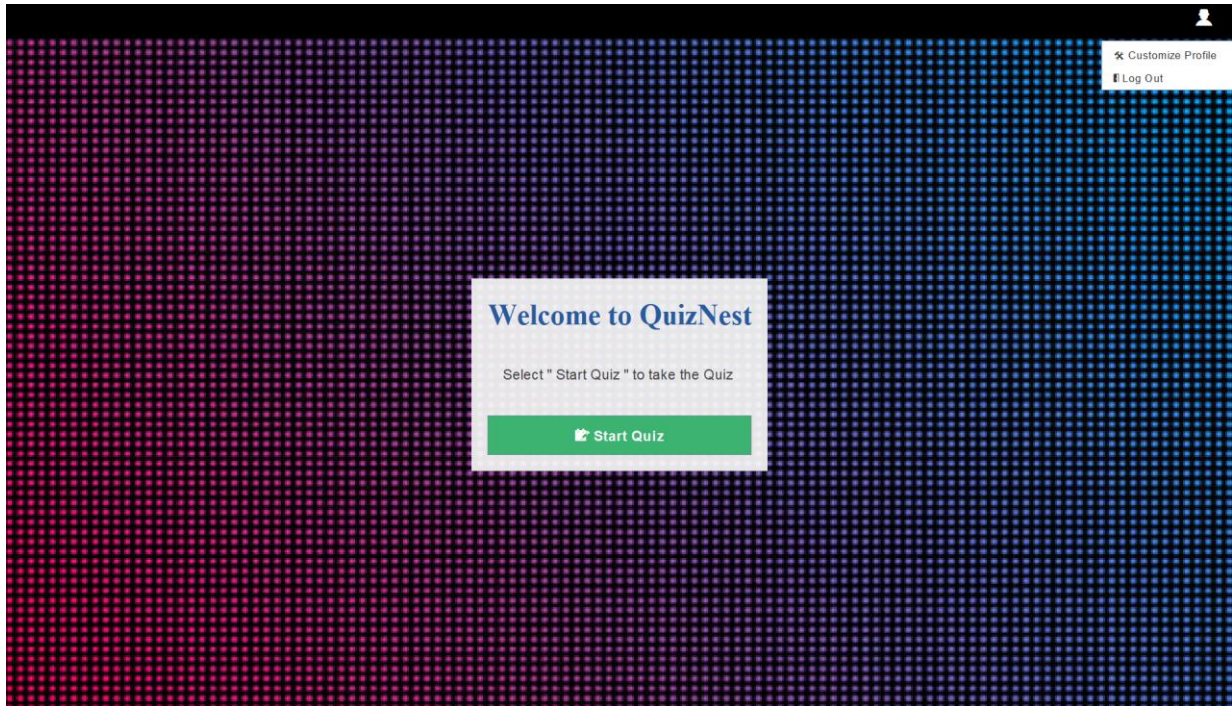 Customize Profile
Log Out
Welcome to QuizNest
Select " Start Quiz " to take the Quiz
Start Quiz